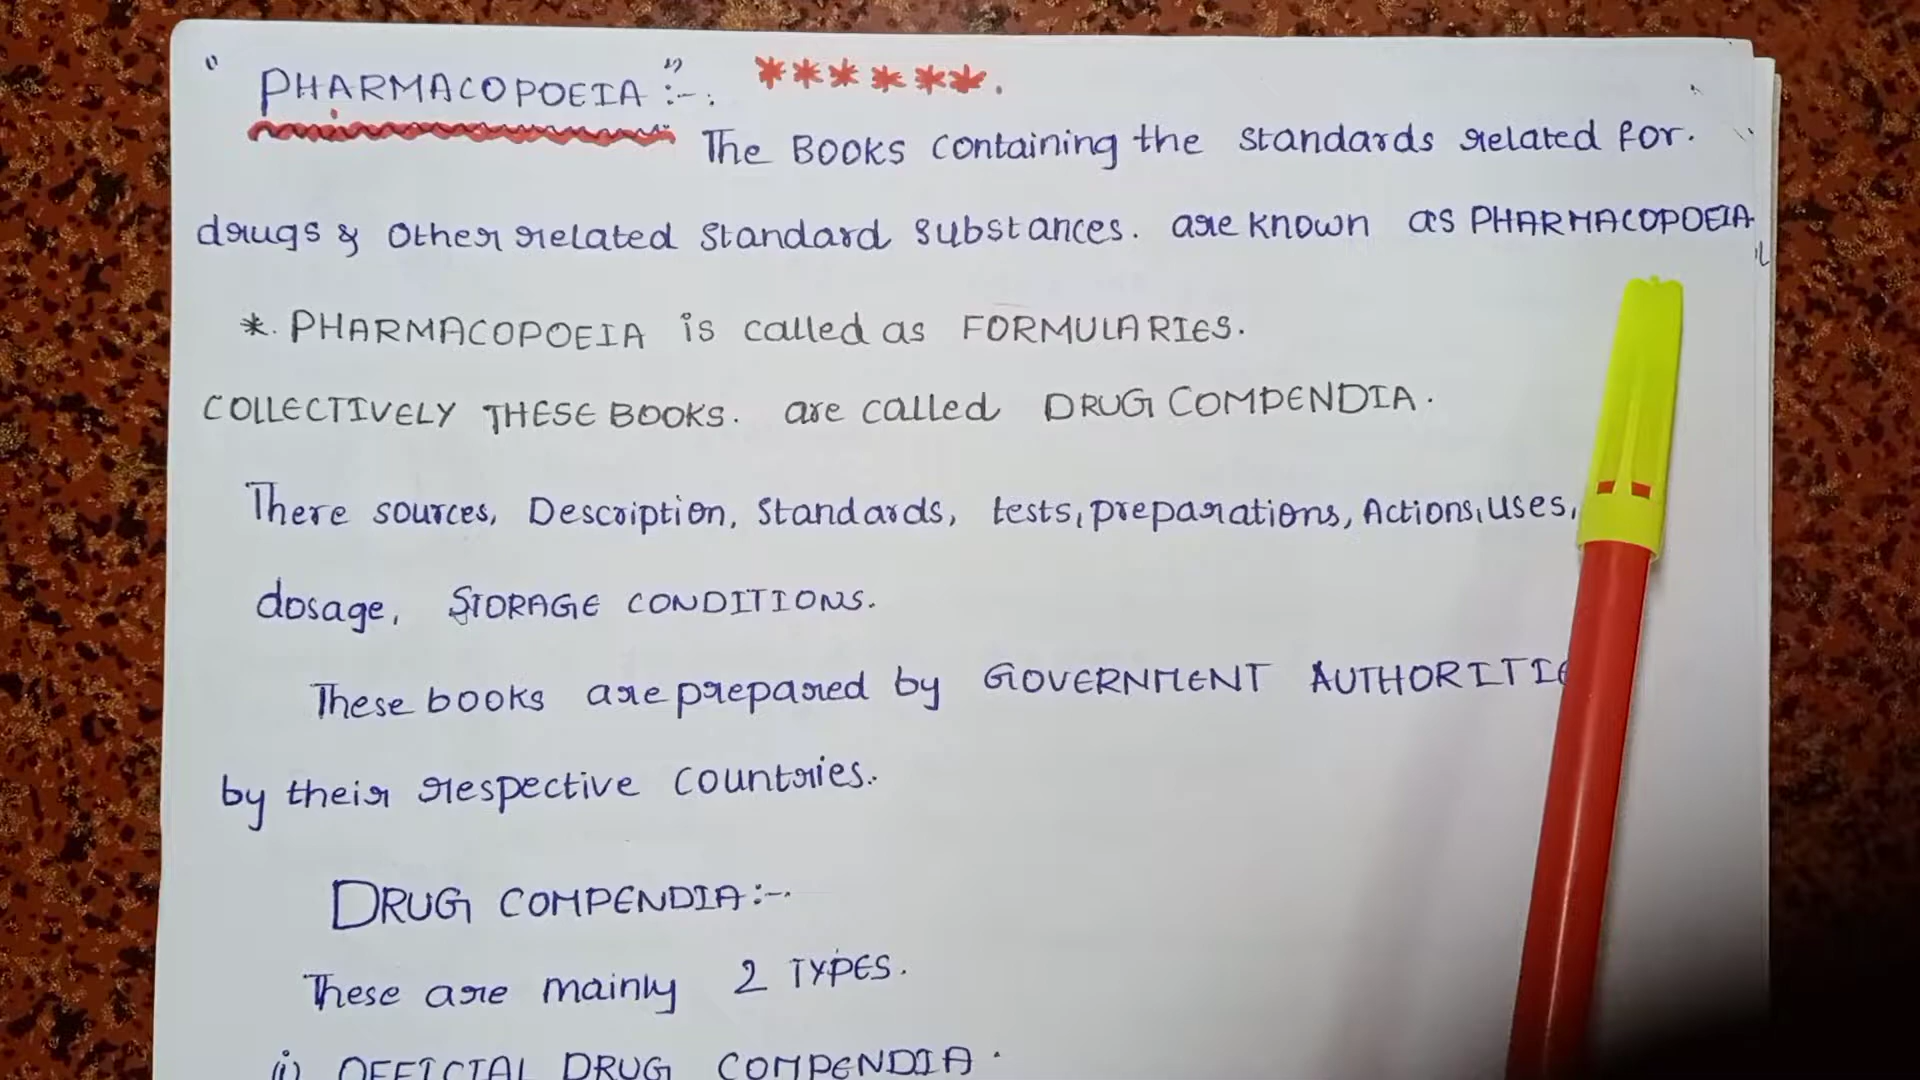 " PHARMACOPOEIA " :-. ******.
The BOOKS containing the standards related for.
drugs & other related standard substances. are known as PHARMACOPOEIA
*. PHARMACOPOEIA is called as FORMULARIES.
COLLECTIVELY THESE BOOKS. are called DRUG COMPENDIA.
There sources, Description, standards, tests, preparations, Actions, uses,
dosage, STORAGE CONDITIONS.
These books are prepared by GOVERNMENT
by their respective countries..
DRUG COMPENDIA:-.
These are mainly 2 TYPES.
(i) OFFICIAL DRUG COMPENDIA.